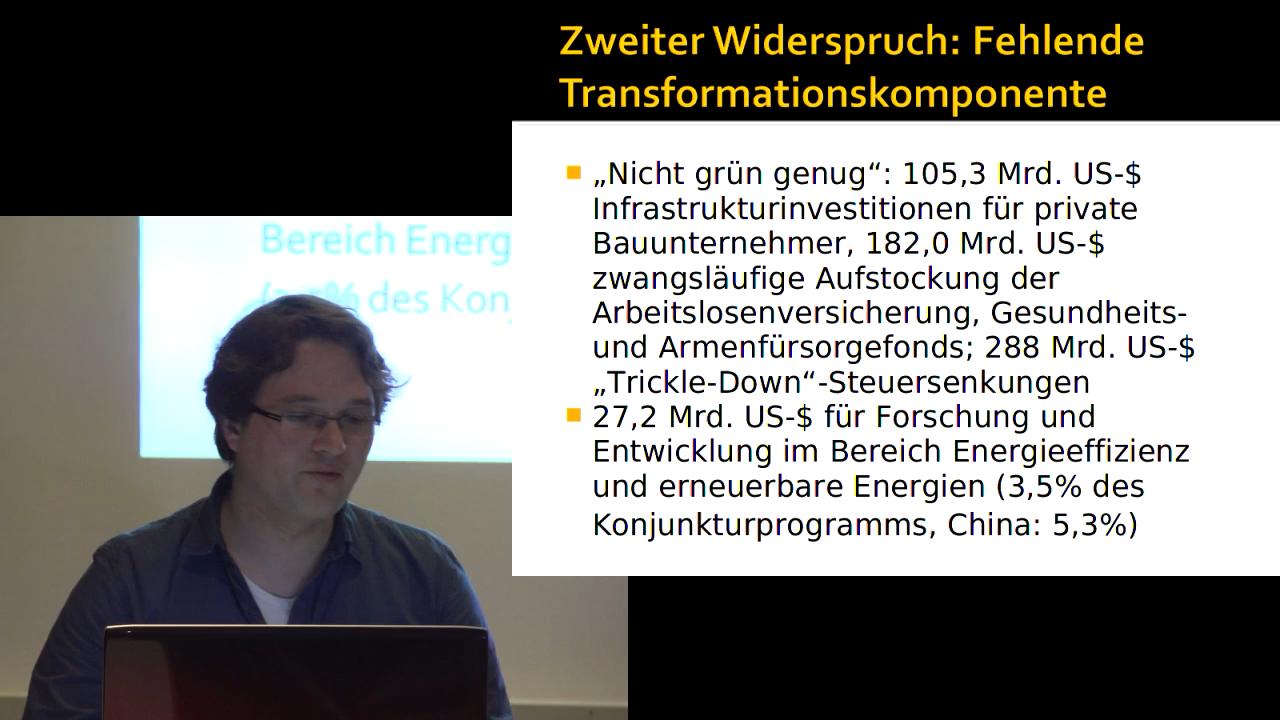 Zweiter Widerspruch: Fehlende
Transformationskomponente
„Nicht grün genug“: 105,3 Mrd. US-$
Infrastrukturinvestitionen für private
Bauunternehmer, 182,0 Mrd. US-$
zwangsläufige Aufstockung der
Arbeitslosenversicherung, Gesundheits-
und Armenfürsorgefonds; 288 Mrd. US-$
„Trickle-Down“-Steuersenkungen
27,2 Mrd. US-$ für Forschung und
Entwicklung im Bereich Energieeffizienz
und erneuerbare Energien (3,5% des
Konjunkturprogramms, China: 5,3%)
Bereich Energ
des Konj